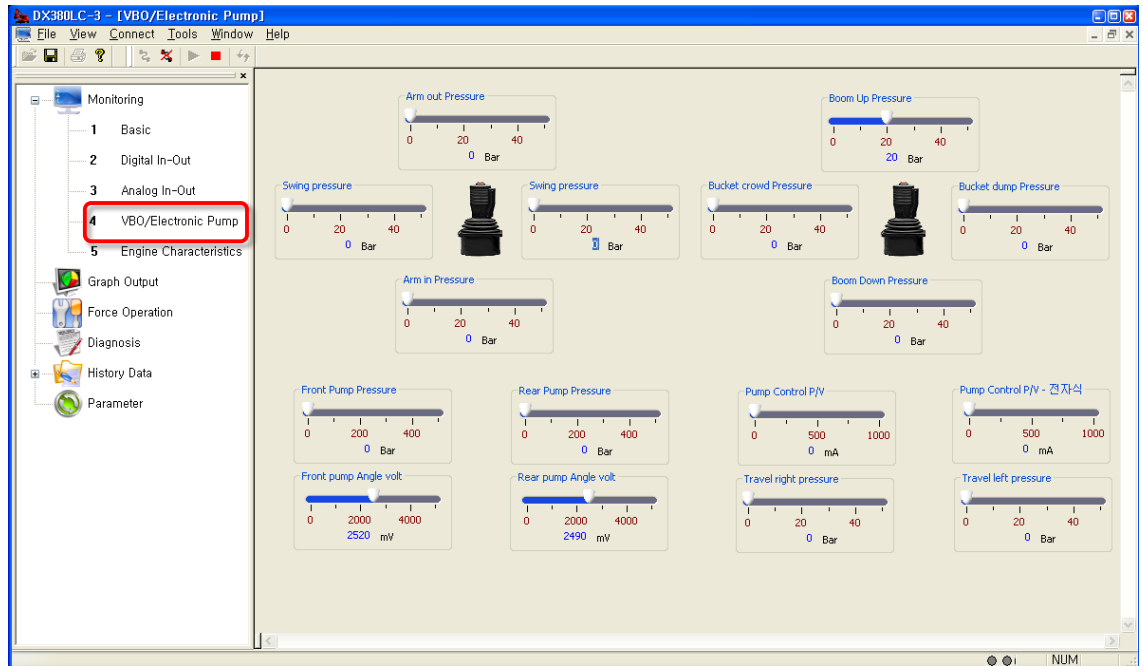 DX380LC-3 - [VBO/Electronic Pump]
File View Connect Tools Window Help
Monitoring
1 Basic
2 Digital In-Out
3 Analog In-Out
4 VBO/Electronic Pump
5 Engine Characteristics
Graph Output
Force Operation
Diagnosis
History Data
Parameter
Arm out Pressure
0 20 40
0 Bar
Boom Up Pressure
0 20 40
20 Bar
Swing pressure
0 20 40
0 Bar
Swing pressure
0 20 40
0 Bar
Bucket crowd Pressure
0 20 40
0 Bar
Bucket dump Pressure
0 20 40
0 Bar
Arm in Pressure
0 20 40
0 Bar
Boom Down Pressure
0 20 40
0 Bar
Front Pump Pressure
0 200 400
0 Bar
Rear Pump Pressure
0 200 400
0 Bar
Pump Control P/V
0 500 1000
0 mA
Pump Control P/V - 전자식
0 500 1000
0 mA
Front pump Angle volt
0 2000 4000
2520 mV
Rear pump Angle volt
0 2000 4000
2490 mV
Travel right pressure
0 20 40
0 Bar
Travel left pressure
0 20 40
0 Bar
NUM